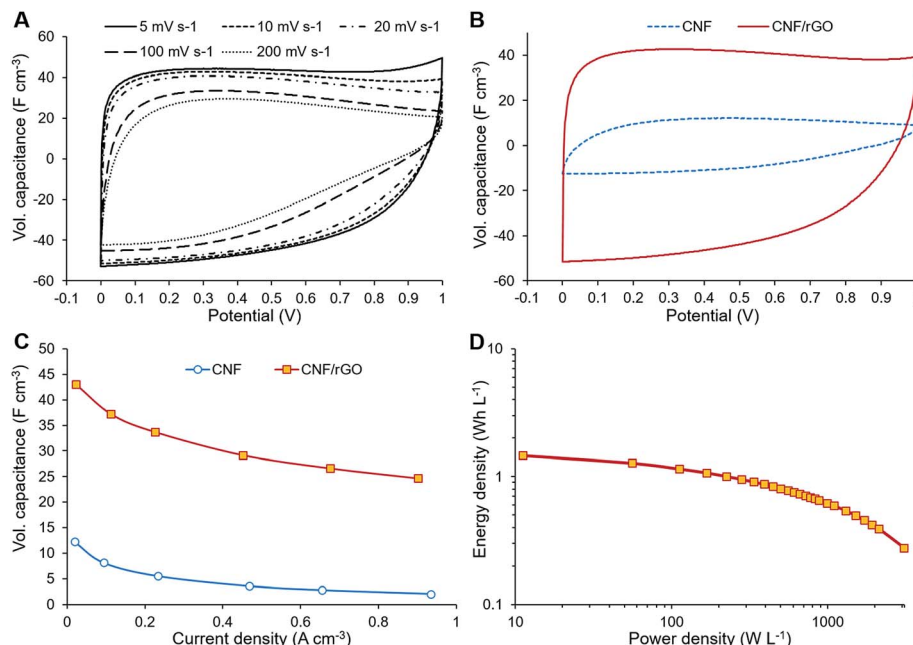 A
5 mV s-1 10 mV s-1 20 mV s-1
100 mV s-1 200 mV s-1
Vol. capacitance (F cm-3)
60
40
20
0
-20
-40
-60
-0.1 0 0.1 0.2 0.3 0.4 0.5 0.6 0.7 0.8 0.9 1
Potential (V)
B
CNF CNF/rGO
Vol. capacitance (F cm-3)
40
20
0
-20
-40
-60
-0.1 0 0.1 0.2 0.3 0.4 0.5 0.6 0.7 0.8 0.9
Potential (V)
C
CNF CNF/rGO
Vol. capacitance (F cm-3)
50
45
40
35
30
25
20
15
10
5
0
0 0.2 0.4 0.6 0.8 1
Current density (A cm-3)
D
Energy density (Wh L-1)
10
1
0.1
10 100 1000
Power density (W L-1)